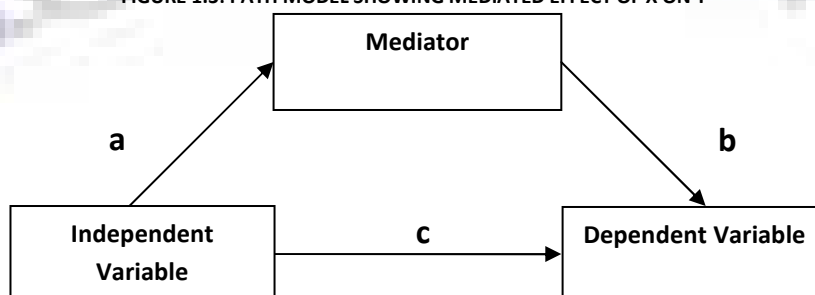 FIGURE 1.3: PATH MODEL SHOWING MEDIATED EFFECT OF X ON Y
Mediator
a
b
Independent
Variable
c
Dependent Variable